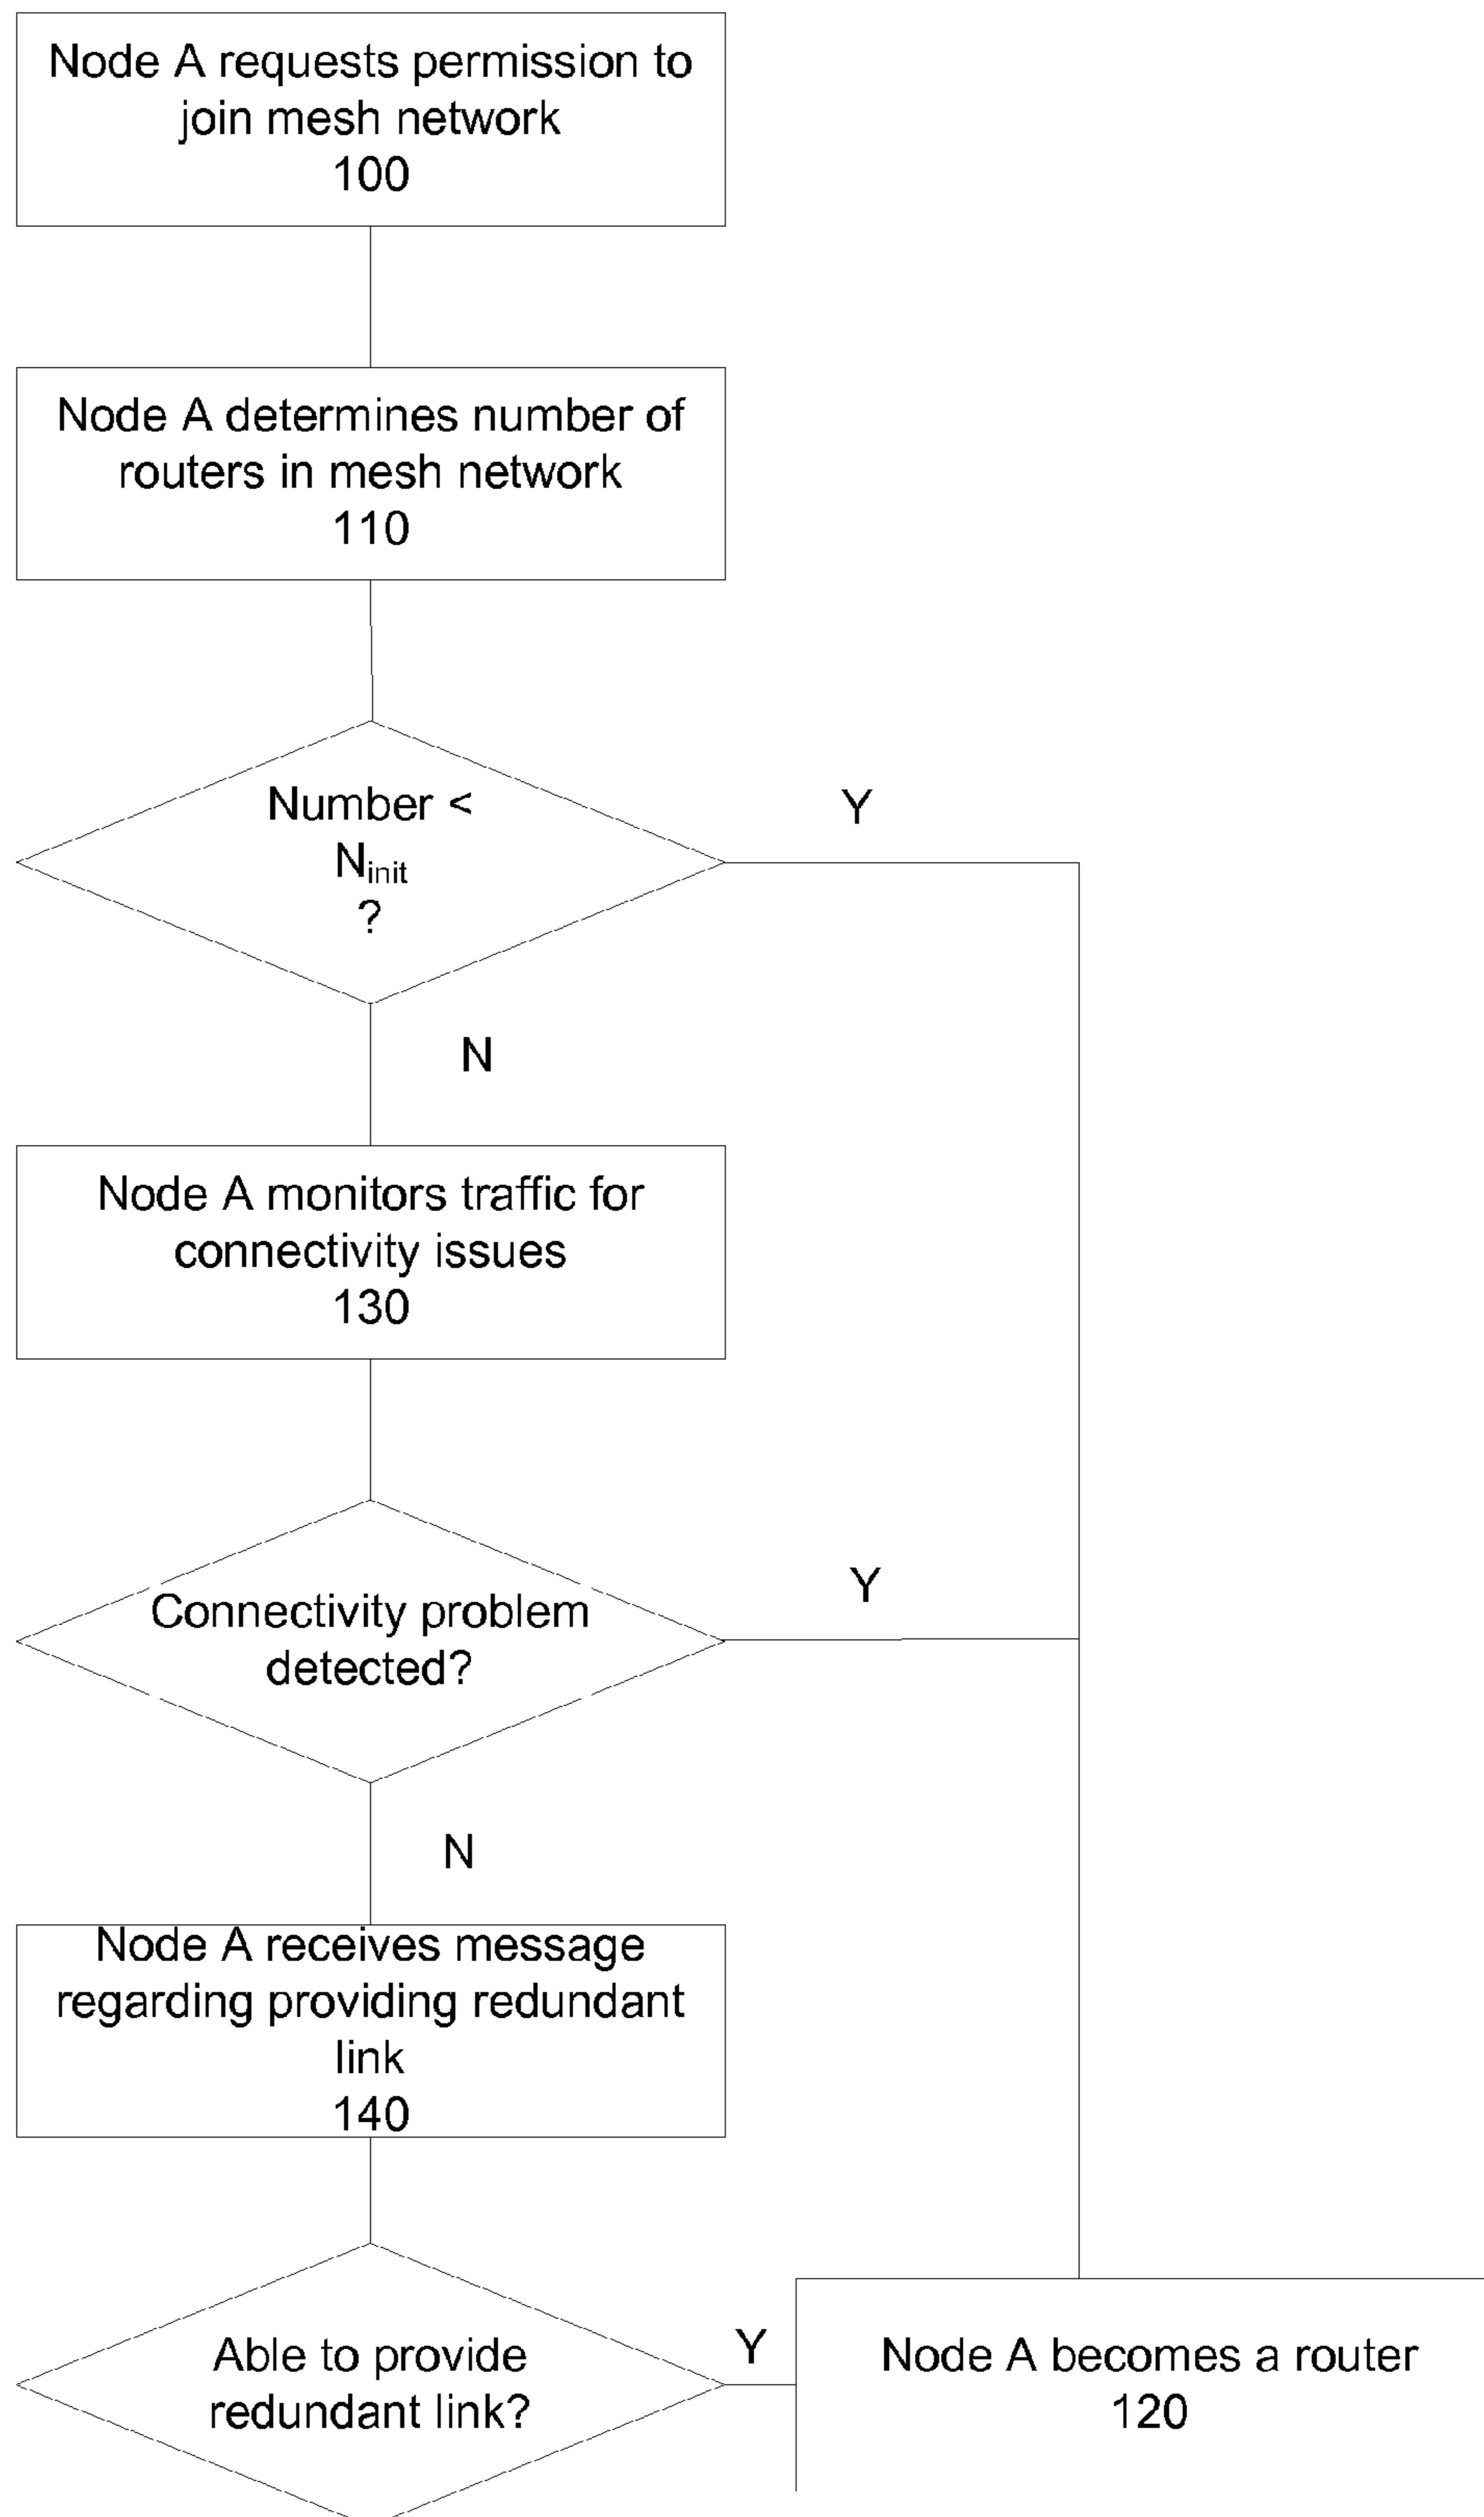 Node A requests permission to
join mesh network
100
Node A determines number of
routers in mesh network
110
Number <
Ninit
?
Y
N
Node A monitors traffic for
connectivity issues
130
Connectivity problem
detected?
Y
N
Node A receives message
regarding providing redundant
link
140
Able to provide
redundant link?
Y
Node A becomes a router
120